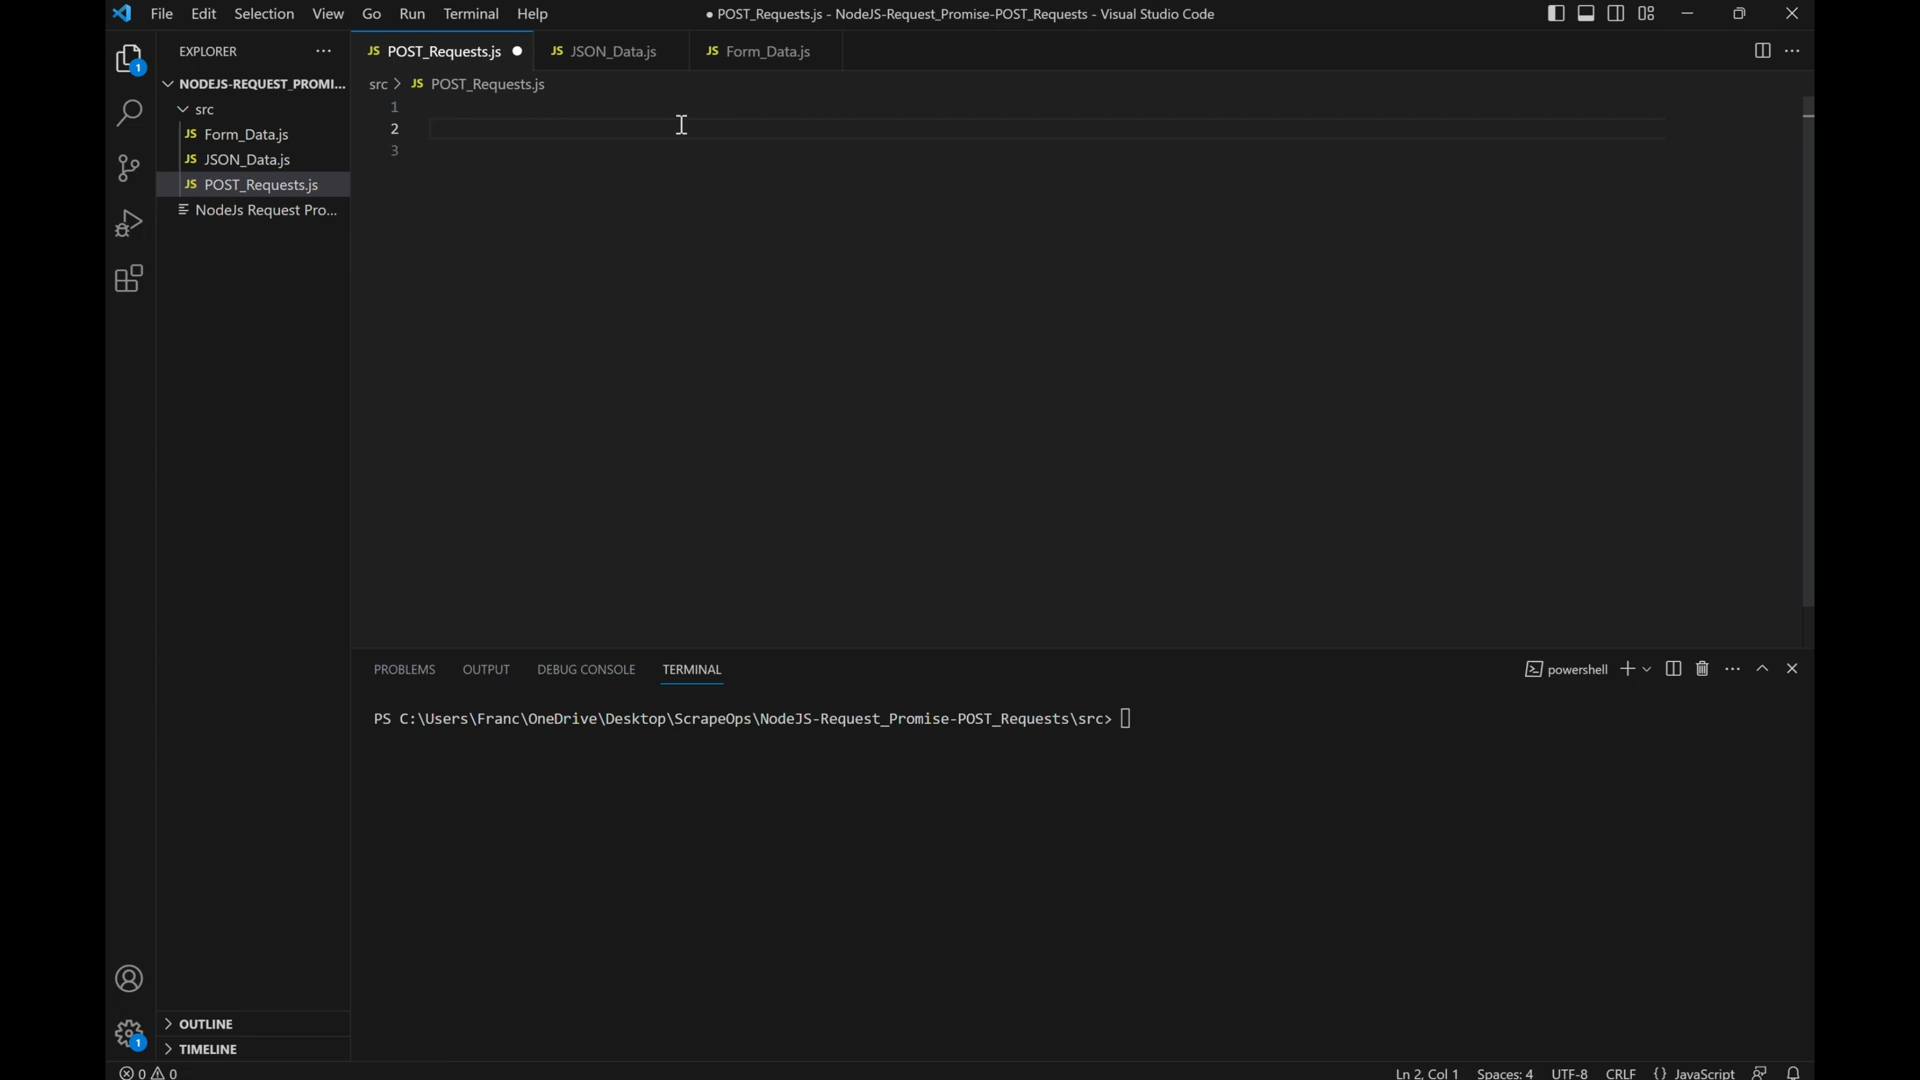 File Edit Selection View Go Run Terminal Help
● POST_Requests.js - NodeJS-Request_Promise-POST_Requests - Visual Studio Code
EXPLORER ···
1
NODEJS-REQUEST_PROMI...
src
JS Form_Data.js
JS JSON_Data.js
JS POST_Requests.js
NodeJs Request Pro...
OUTLINE
TIMELINE
1
JS POST_Requests.js ● JS JSON_Data.js JS Form_Data.js
src > JS POST_Requests.js
1
2
3
PROBLEMS OUTPUT DEBUG CONSOLE TERMINAL
powershell
PS C:\Users\Franc\OneDrive\Desktop\ScrapeOps\NodeJS-Request_Promise-POST_Requests\src>
0 0
Ln 2, Col 1 Spaces: 4 UTF-8 CRLF {} JavaScript